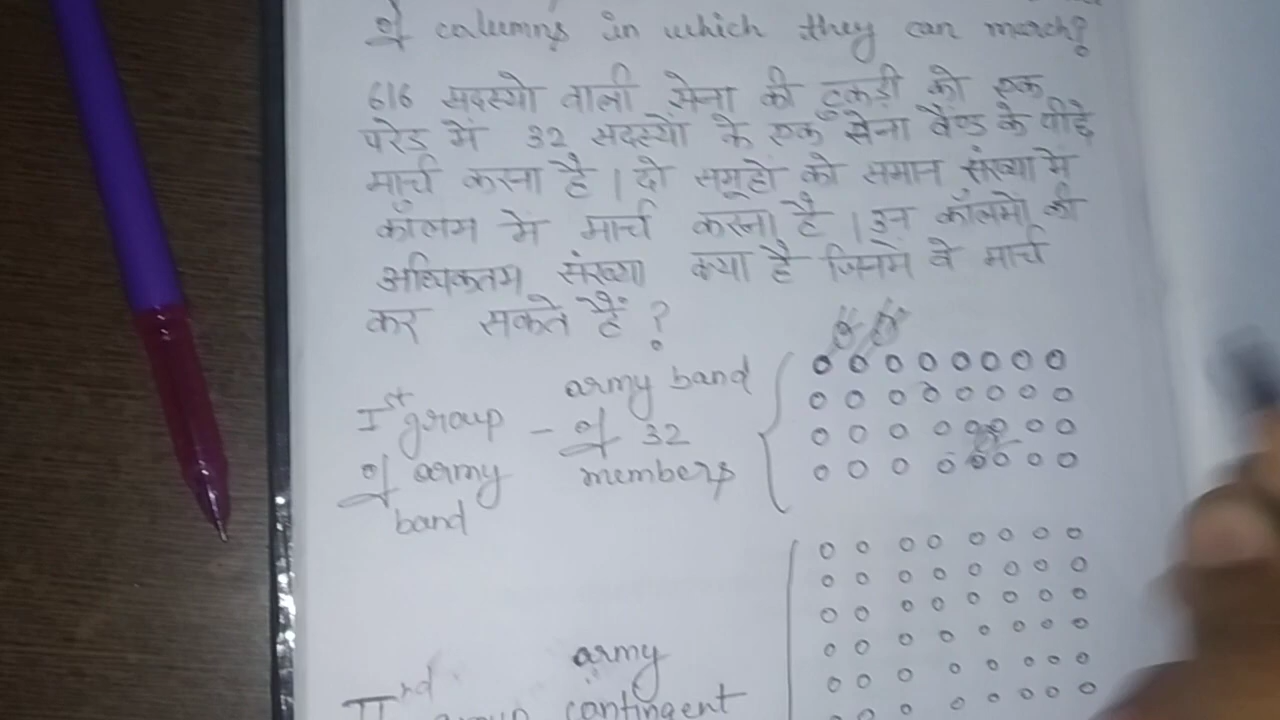 of columns in which they can march?
616 सदस्यो वाली सेना की टुकड़ी को एक
परेड में 32 सदस्यों के एक सेना बैण्ड के पीछे
मार्च करना है । दो समूहों को समान संख्या में
कॉलम में मार्च करना है । उन कॉलमों की
अधिकतम संख्या क्या है जिसमें वे मार्च
कर सकते हैं ?
Ist group of army band - army band of 32 members
IIrd group army contingent